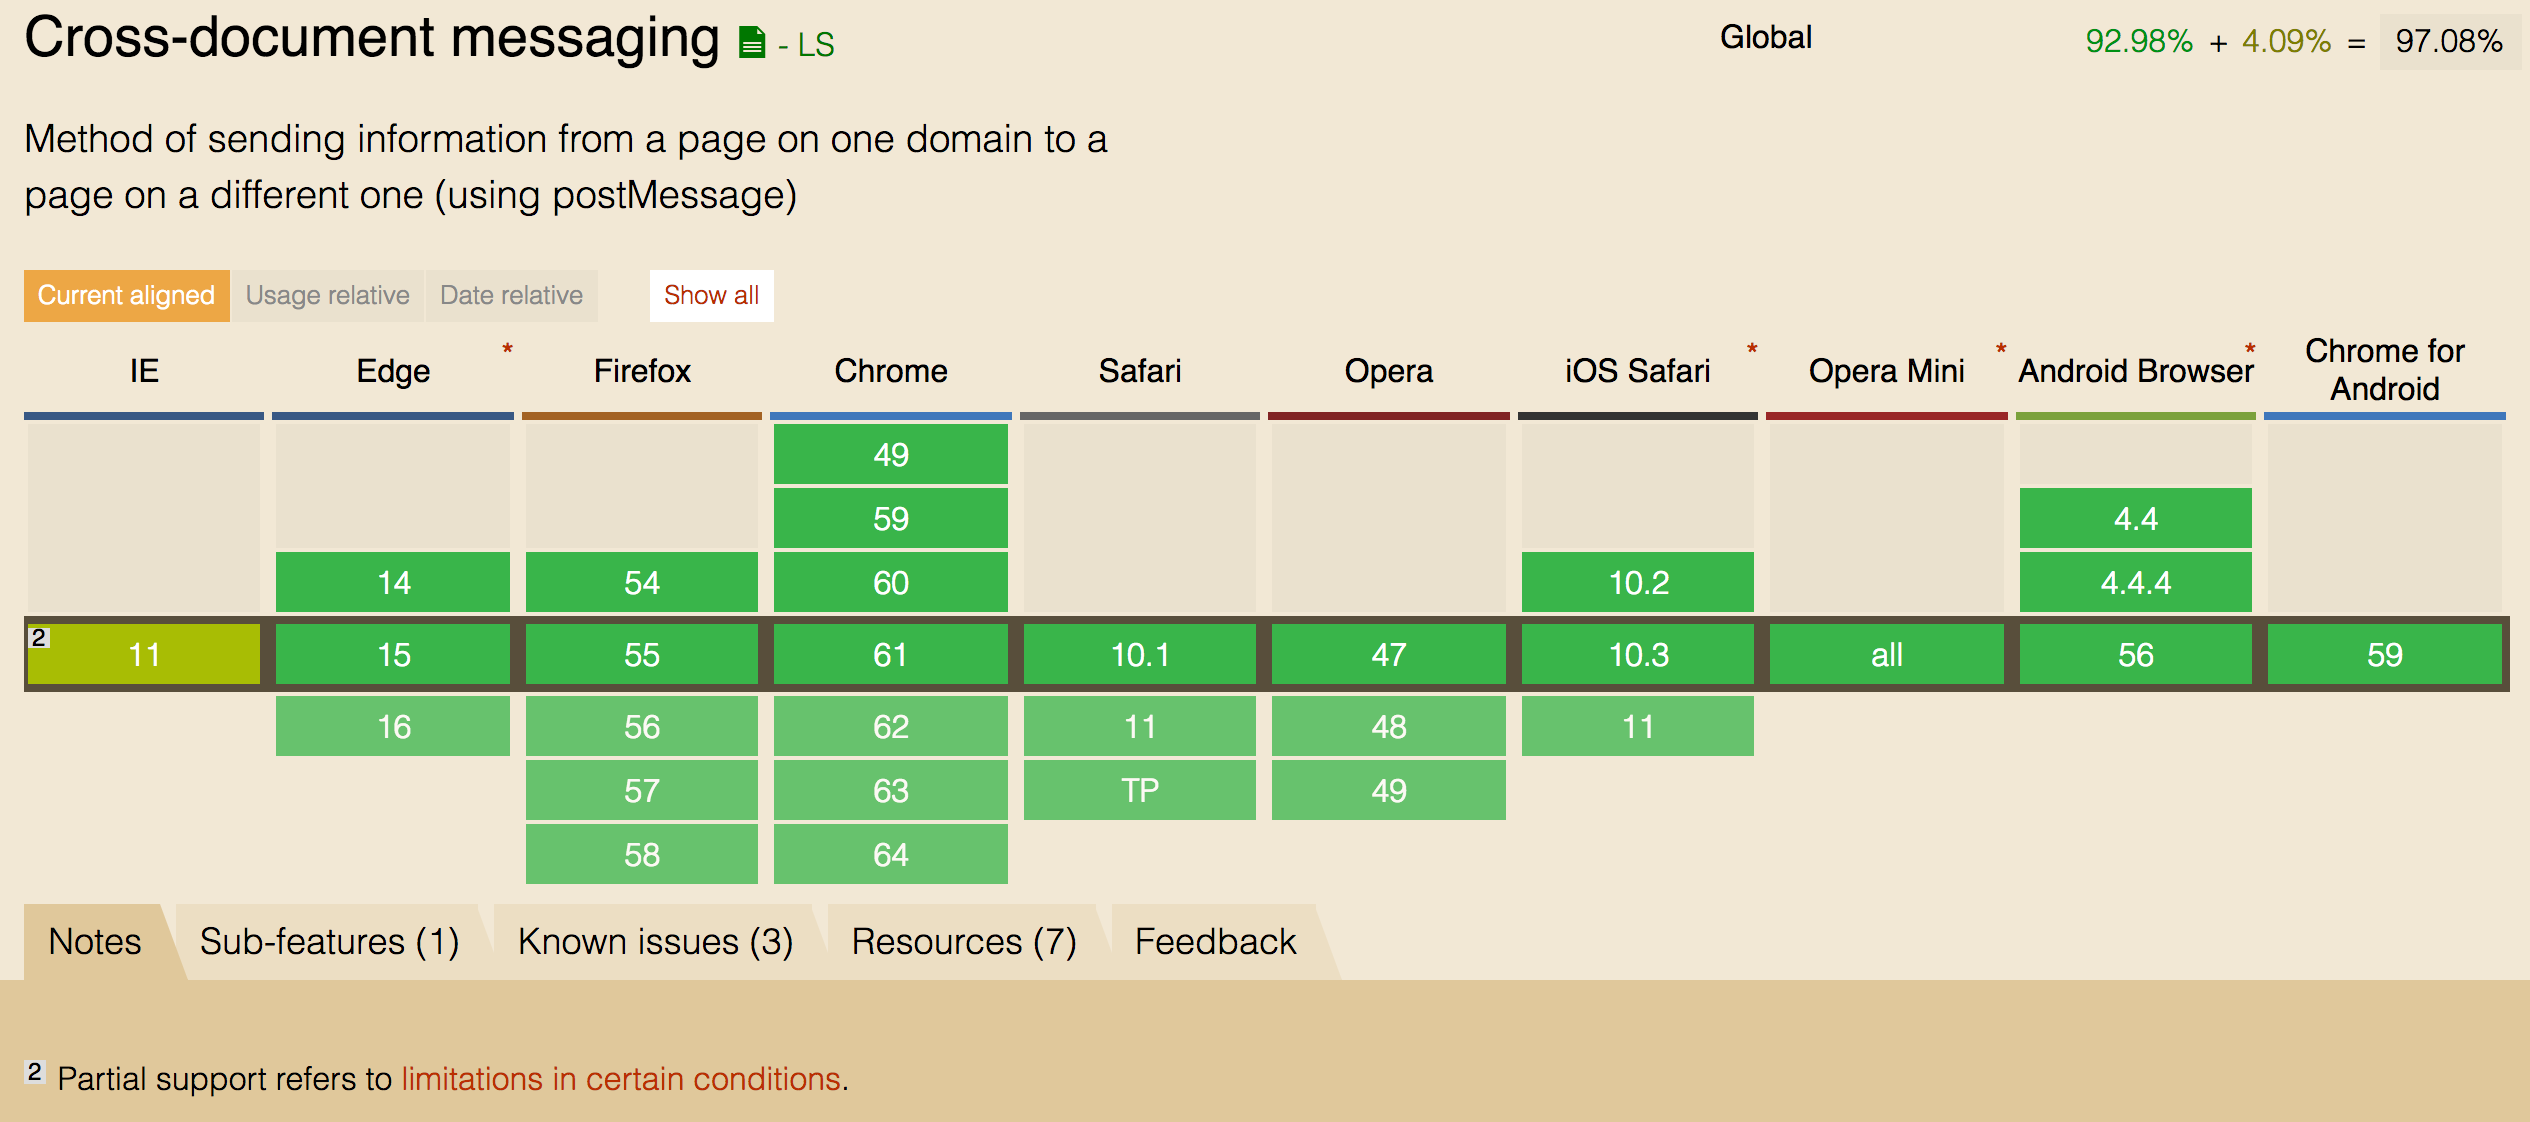 Cross-document messaging - LS
Global
92.98% + 4.09% = 97.08%
Method of sending information from a page on one domain to a
page on a different one (using postMessage)
Current aligned Usage relative Date relative Show all
IE Edge * Firefox Chrome Safari Opera iOS Safari * Opera Mini * Android Browser * Chrome for Android
49
59 4.4
14 54 60 10.2 4.4.4
2 11 15 55 61 10.1 47 10.3 all 56 59
16 56 62 11 48 11
57 63 TP 49
58 64
Notes Sub-features (1) Known issues (3) Resources (7) Feedback
2 Partial support refers to limitations in certain conditions.